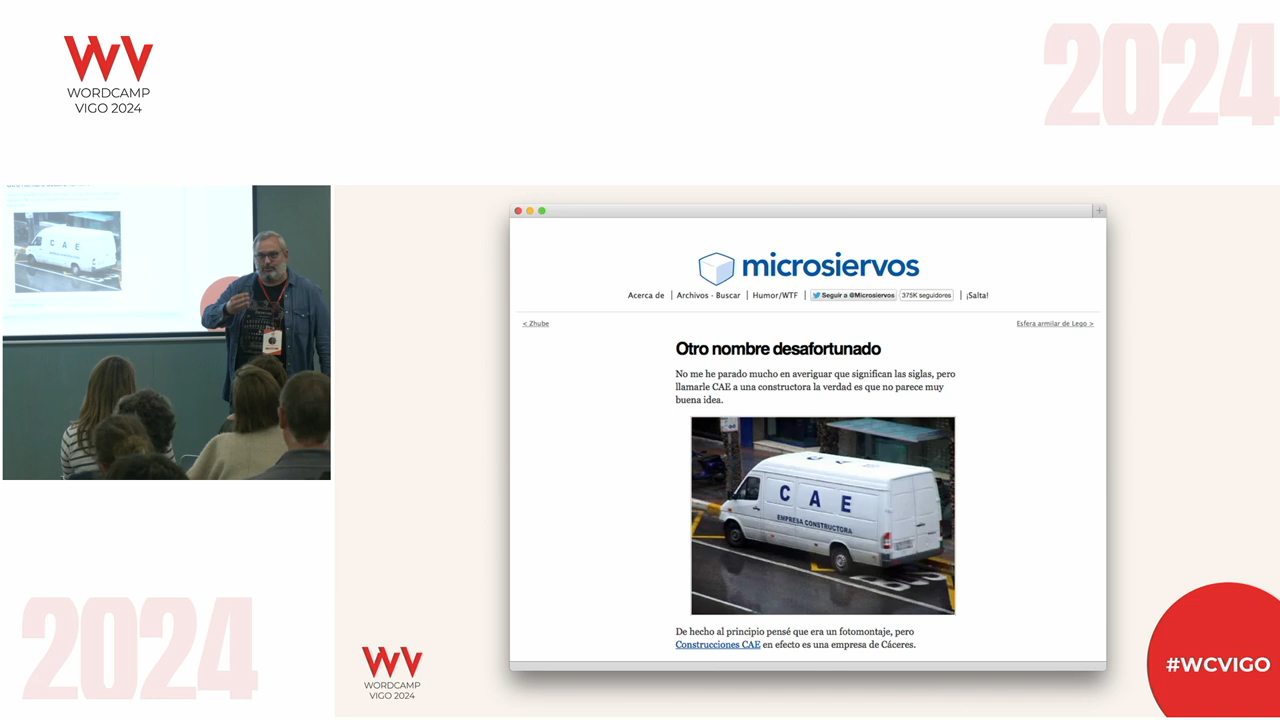 WORDCAMP
VIGO 2024
2024
C A E
microsiervos
Acerca de | Archivos · Buscar | Humor/WTF | Seguir a @Microsiervos 375K seguidores | ¡Salta!
< Zhube
Esfera armilar de Lego >
Otro nombre desafortunado
No me he parado mucho en averiguar que significan las siglas, pero
llamarle CAE a una constructora la verdad es que no parece muy
buena idea.
C A E
EMPRESA CONSTRUCTORA
De hecho al principio pensé que era un fotomontaje, pero
Construcciones CAE en efecto es una empresa de Cáceres.
2024
WORDCAMP
VIGO 2024
#WCVIGO